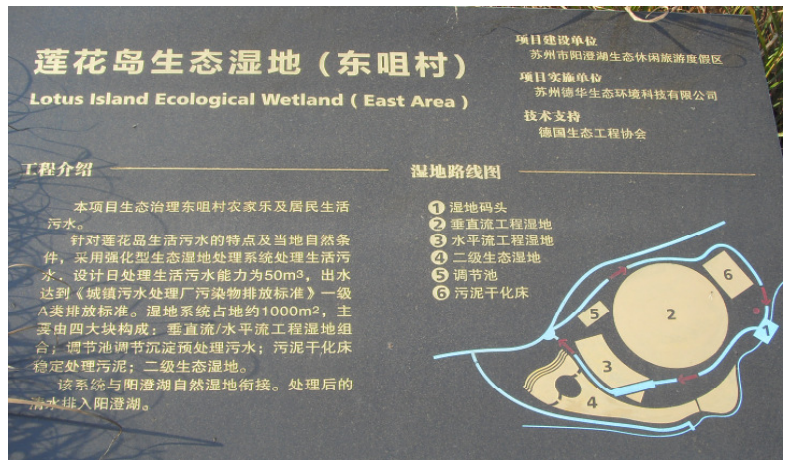 莲花岛生态湿地（东咀村）
Lotus Island Ecological Wetland ( East Area )
项目建设单位
苏州市阳澄湖生态休闲旅游度假区
项目实施单位
苏州德华生态环境科技有限公司
技术支持
德国生态工程协会
工程介绍
本项目生态治理东咀村农家乐及居民生活
污水。
针对莲花岛生活污水的特点及当地自然条
件，采用强化型生态湿地处理系统处理生活污
水。设计日处理生活污水能力为50m³，出水
达到《城镇污水处理厂污染物排放标准》一级
A类排放标准。湿地系统占地约1000m²，主
要由四大块构成：垂直流/水平流工程湿地组
合；调节池调节沉淀预处理污水；污泥干化床
稳定处理污泥；二级生态湿地。
该系统与阳澄湖自然湿地衔接。处理后的
清水排入阳澄湖。
湿地路线图
1 湿地码头
2 垂直流工程湿地
3 水平流工程湿地
4 二级生态湿地
5 调节池
6 污泥干化床
6
2
5
1
3
4